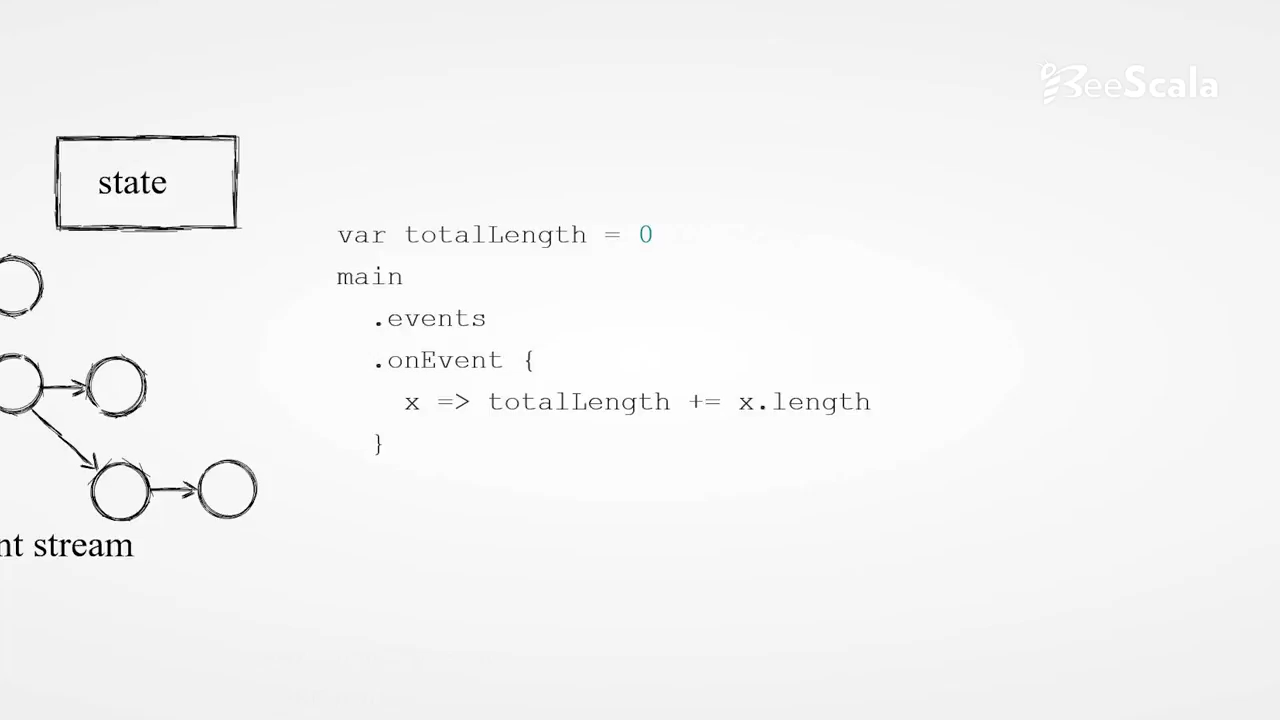 BeeScala
state
var totalLength = 0
main
.events
.onEvent {
x => totalLength += x.length
}
nt stream